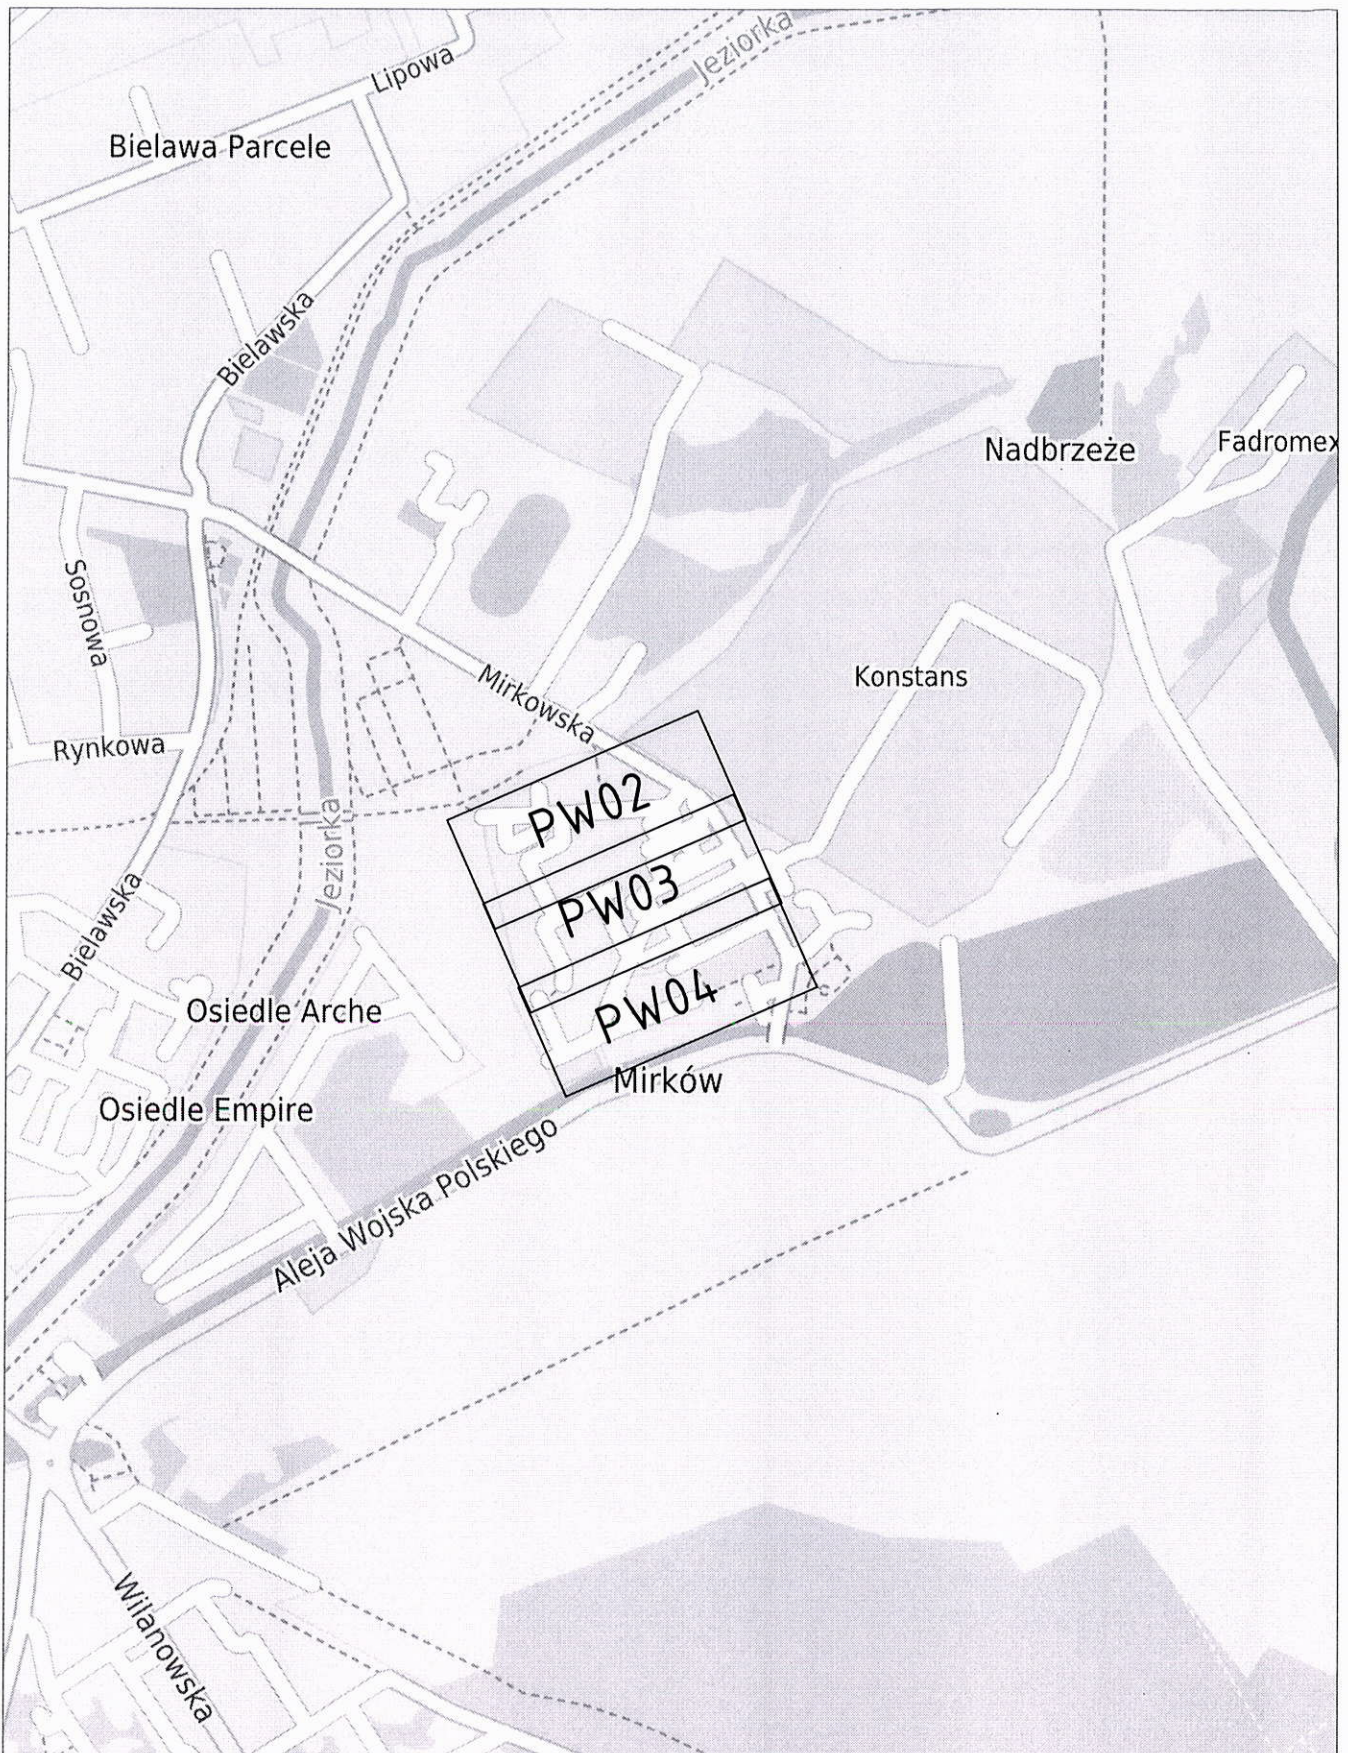 Jeziorka
Lipowa
Bielawa Parcele
Bielawska
Nadbrzeże
Fadromex
Sosnowa
Mirkowska
Konstans
Rynkowa
PW02
Jeziorka
PW03
Bielawska
Osiedle Arche
PW04
Mirków
Osiedle Empire
Aleja Wojska Polskiego
Wilanowska